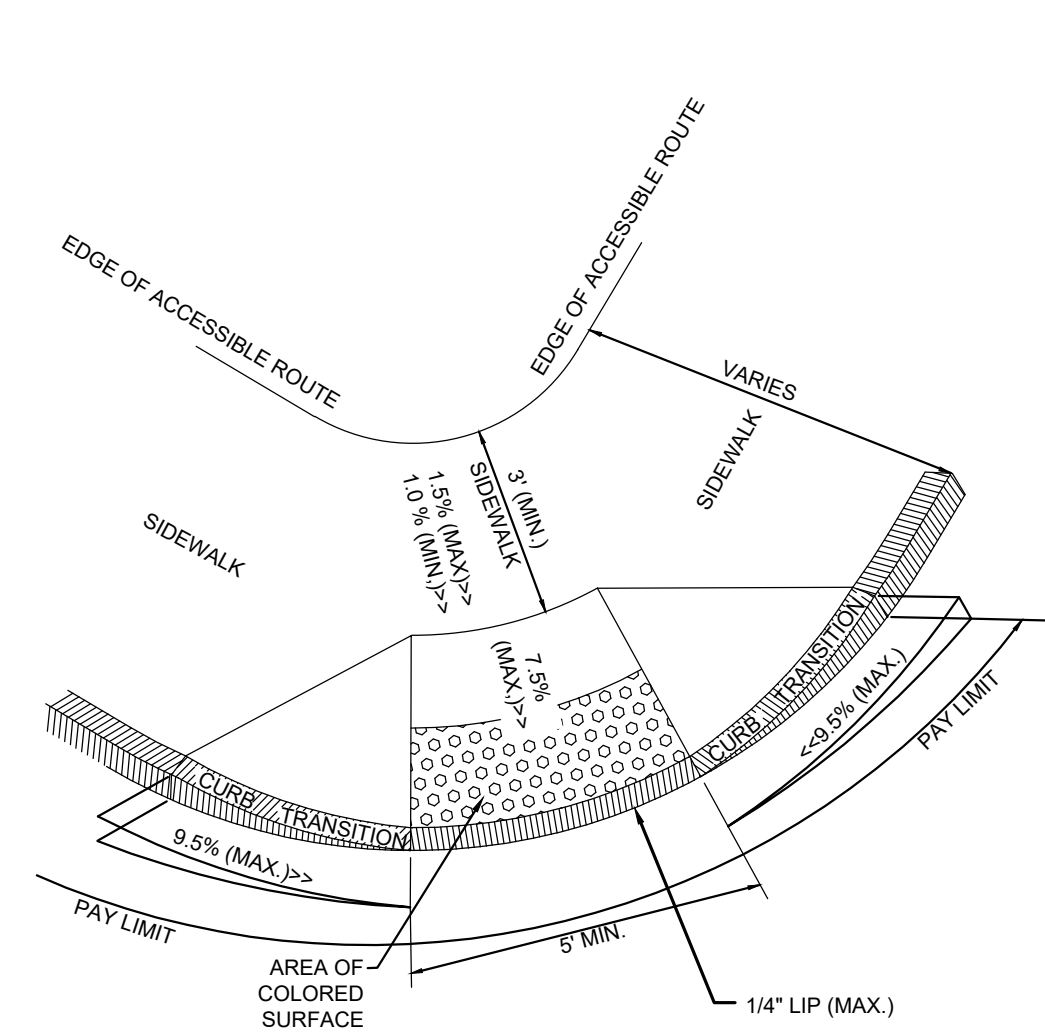 EDGE OF ACCESSIBLE ROUTE
EDGE OF ACCESSIBLE ROUTE
VARIES
SIDEWALK
3' (MIN.)
SIDEWALK
1.5% (MAX)>>
1.0 % (MIN,)>>
SIDEWALK
7.5%
(MAX,)>>
CURB TRANSITION
<<9.5% (MAX.)
PAY LIMIT
CURB TRANSITION
9.5% (MAX.)>>
PAY LIMIT
5' MIN.
AREA OF
COLORED
SURFACE
1/4" LIP (MAX.)